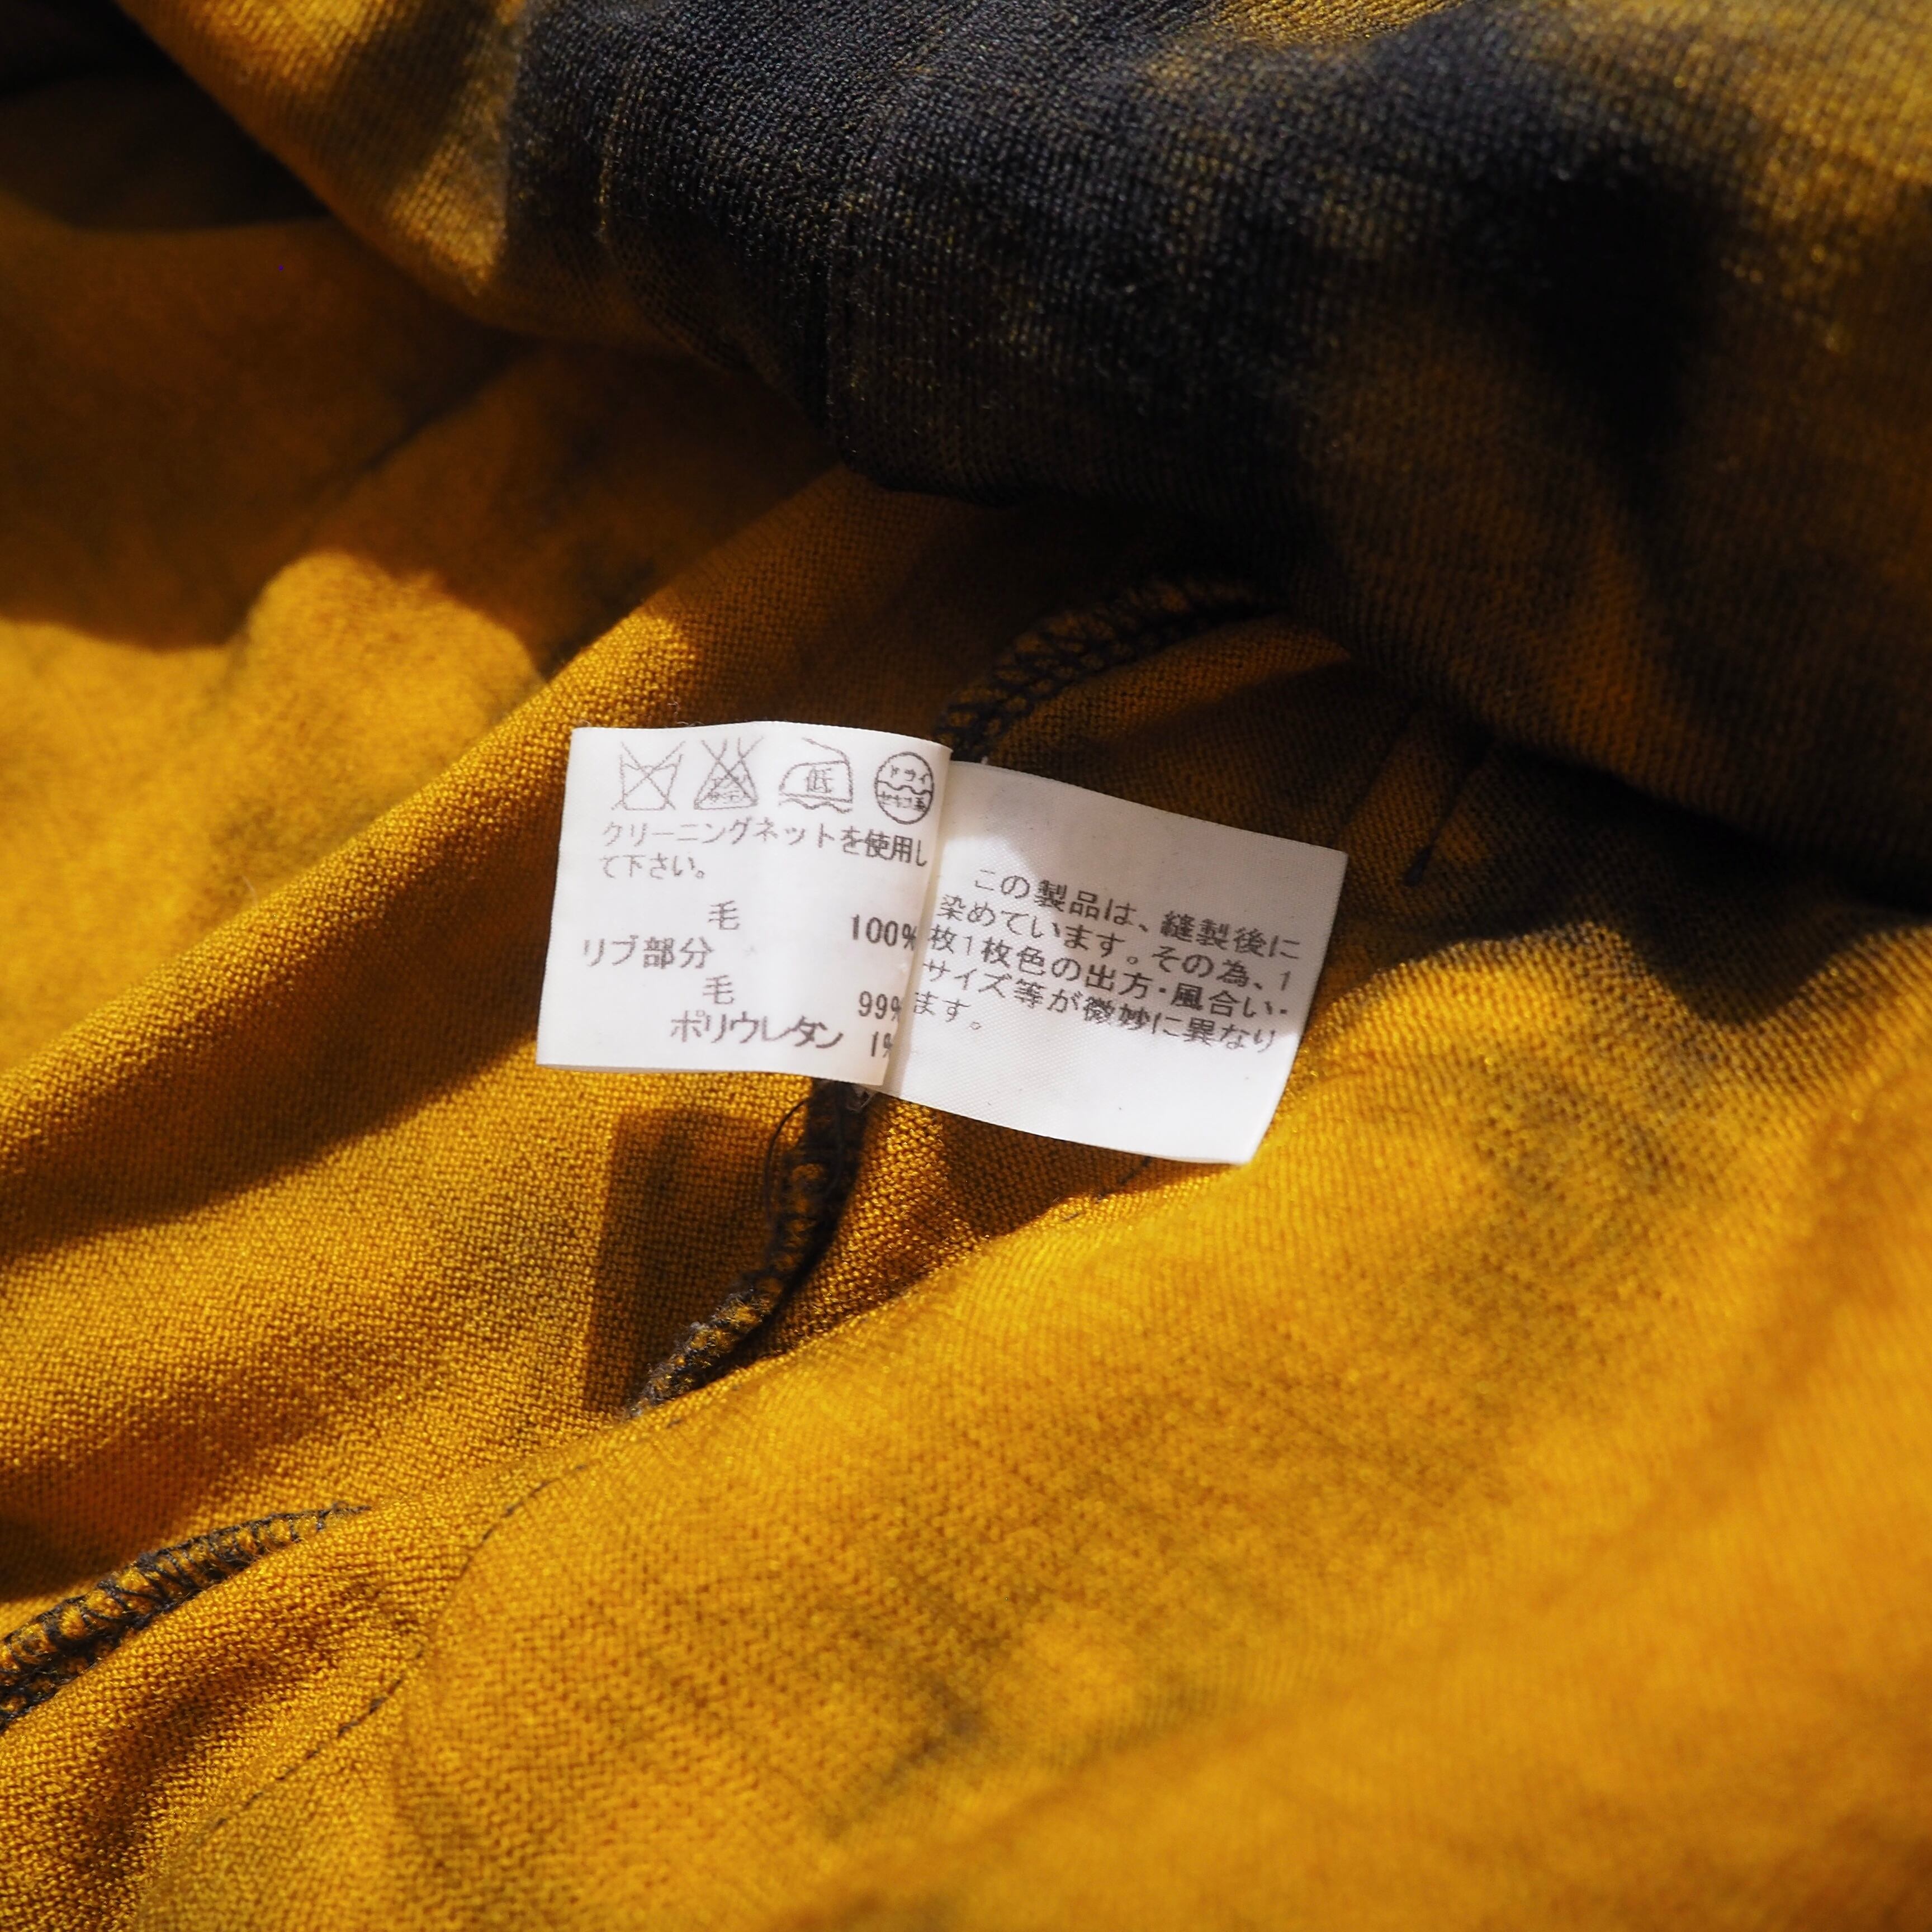 低
ドライ
セキユ系
クリーニングネットを使用し
て下さい。
毛 100%
リブ部分
毛 99%
ポリウレタン 1%
この製品は、縫製後に
染めています。その為、1
枚1枚色の出方・風合い・
サイズ等が微妙に異なり
ます。